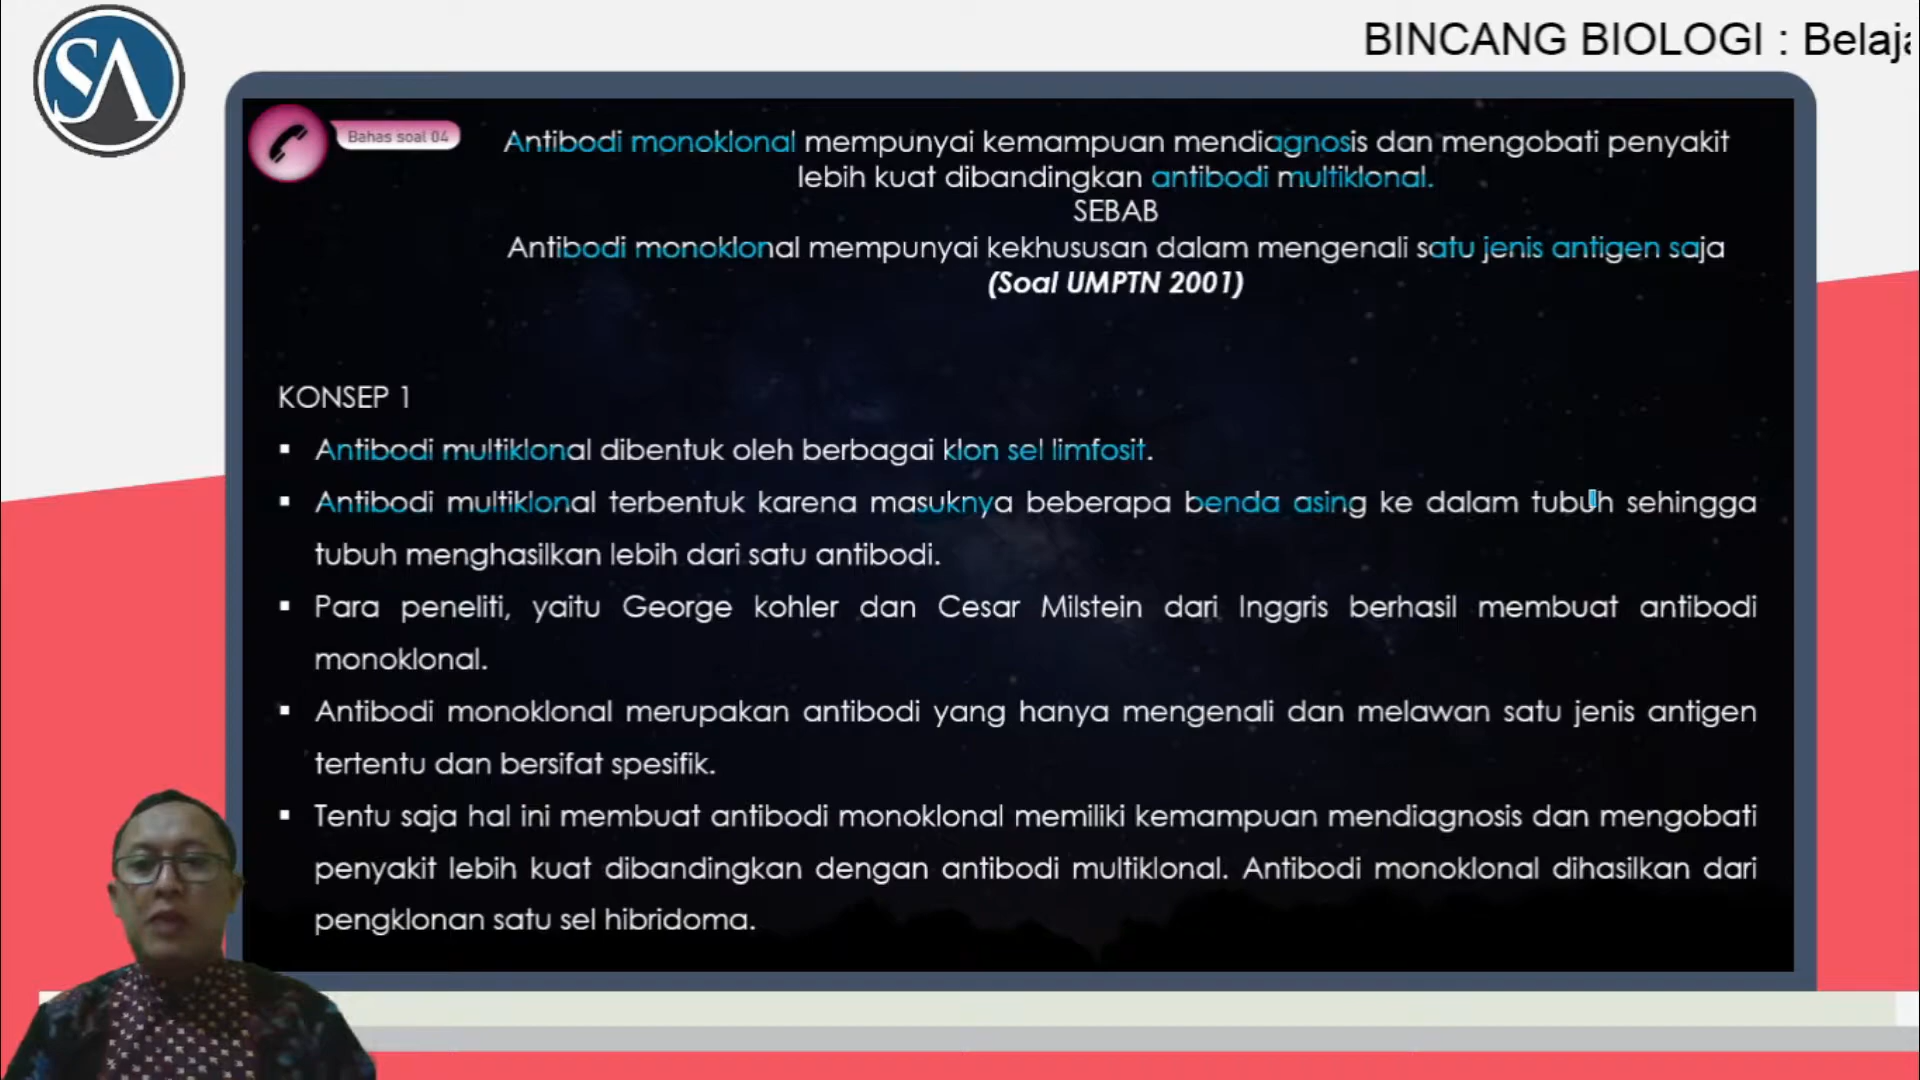 SA
BINCANG BIOLOGI : Belaja
Bahas soal 04
Antibodi monoklonal mempunyai kemampuan mendiagnosis dan mengobati penyakit
lebih kuat dibandingkan antibodi multiklonal.
SEBAB
Antibodi monoklonal mempunyai kekhususan dalam mengenali satu jenis antigen saja
(Soal UMPTN 2001)
KONSEP 1
▪ Antibodi multiklonal dibentuk oleh berbagai klon sel limfosit.
▪ Antibodi multiklonal terbentuk karena masuknya beberapa benda asing ke dalam tubuh sehingga
tubuh menghasilkan lebih dari satu antibodi.
▪ Para peneliti, yaitu George kohler dan Cesar Milstein dari Inggris berhasil membuat antibodi
monoklonal.
▪ Antibodi monoklonal merupakan antibodi yang hanya mengenali dan melawan satu jenis antigen
tertentu dan bersifat spesifik.
▪ Tentu saja hal ini membuat antibodi monoklonal memiliki kemampuan mendiagnosis dan mengobati
penyakit lebih kuat dibandingkan dengan antibodi multiklonal. Antibodi monoklonal dihasilkan dari
pengklonan satu sel hibridoma.